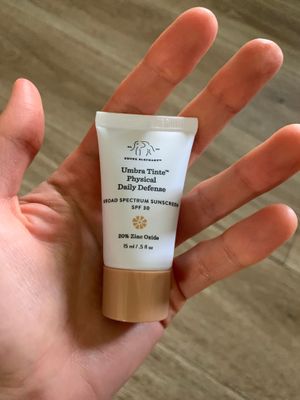 DRUNK ELEPHANT™
Umbra Tinte™
Physical
Daily Defense
BROAD SPECTRUM SUNSCREEN
SPF 30
20% Zinc Oxide
15 ml / .5 fl oz